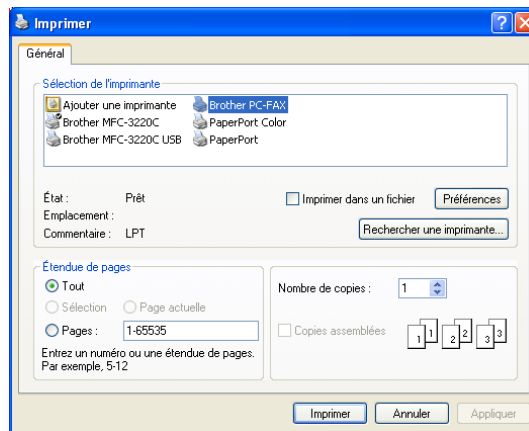 Imprimer
Général
Sélection de l'imprimante
Ajouter une imprimante Brother PC-FAX
Brother MFC-3220C PaperPort Color
Brother MFC-3220C USB PaperPort
État : Prêt Imprimer dans un fichier Préférences
Emplacement :
Commentaire : LPT Rechercher une imprimante...
Étendue de pages
Tout
Sélection Page actuelle
Pages : 1-65535
Entrez un numéro ou une étendue de pages.
Par exemple, 5-12
Nombre de copies : 1
Copies assemblées 1 1 2 2 3 3
Imprimer Annuler Appliquer